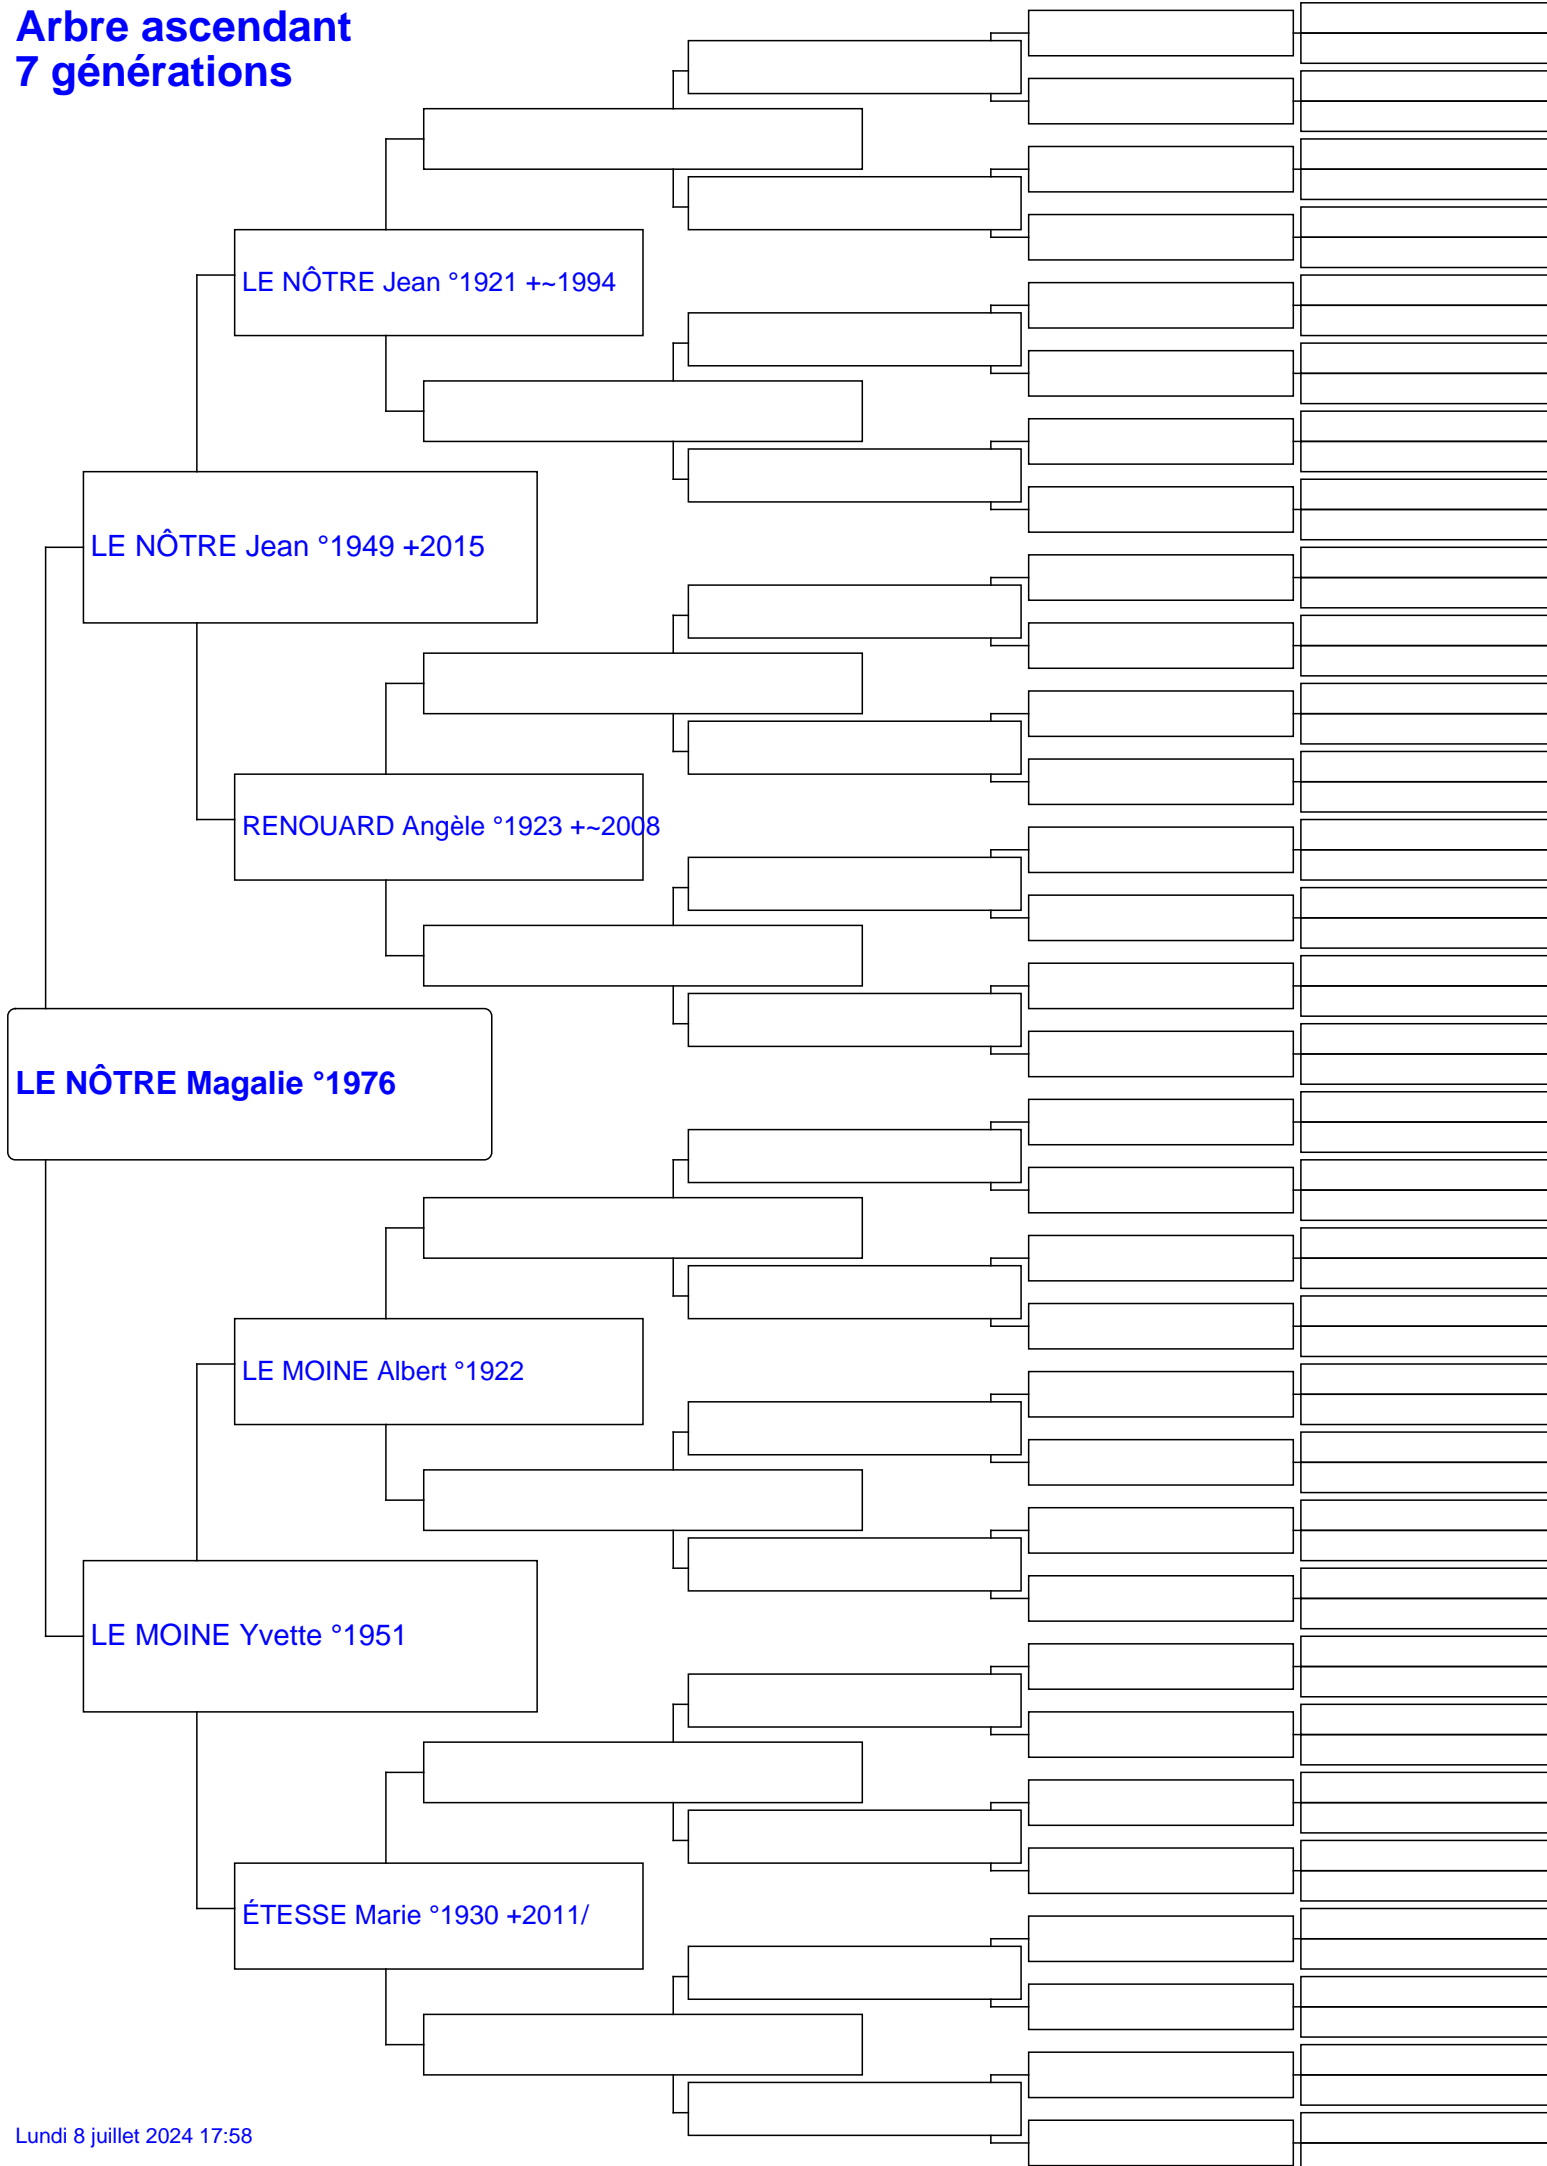 Arbre ascendant
7 générations
LE NÔTRE Jean °1921 +~1994
LE NÔTRE Jean °1949 +2015
RENOUARD Angèle °1923 +~2008
LE NÔTRE Magalie °1976
LE MOINE Albert °1922
LE MOINE Yvette °1951
ÉTESSE Marie °1930 +2011/
Lundi 8 juillet 2024 17:58